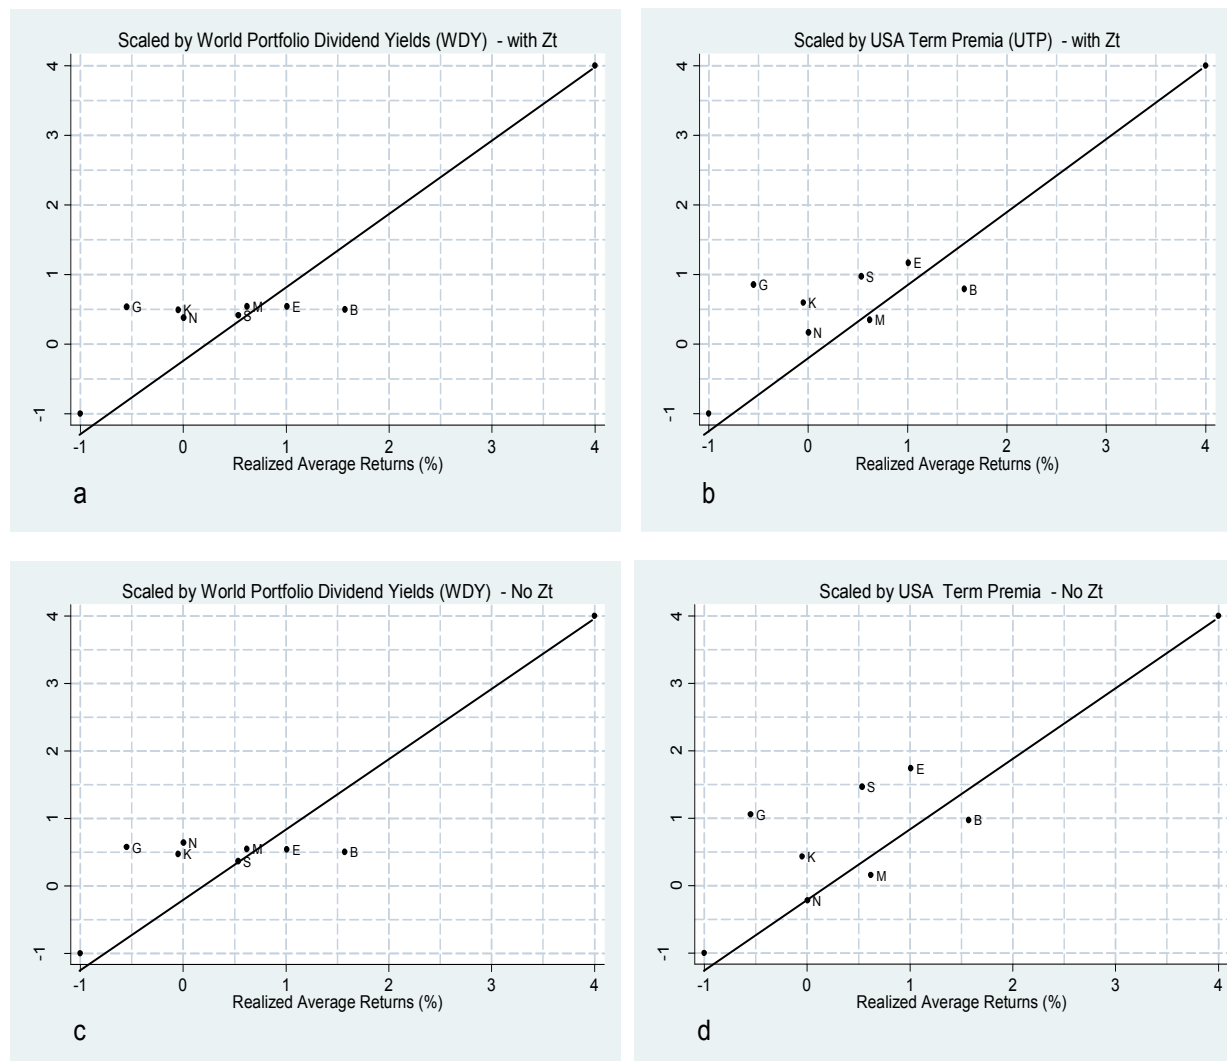 Scaled by World Portfolio Dividend Yields (WDY) - with Zt
4
3
2
1
0
-1
G
K
N
M
S
E
B
-1 0 1 2 3 4
Realized Average Returns (%)
a
Scaled by USA Term Premia (UTP) - with Zt
4
3
2
1
0
-1
G
K
N
S
E
M
B
-1 0 1 2 3 4
Realized Average Returns (%)
b
Scaled by World Portfolio Dividend Yields (WDY) - No Zt
4
3
2
1
0
-1
G
N
K
M
S
E
B
-1 0 1 2 3 4
Realized Average Returns (%)
c
Scaled by USA Term Premia - No Zt
4
3
2
1
0
-1
E
S
G
B
K
M
N
-1 0 1 2 3 4
Realized Average Returns (%)
d